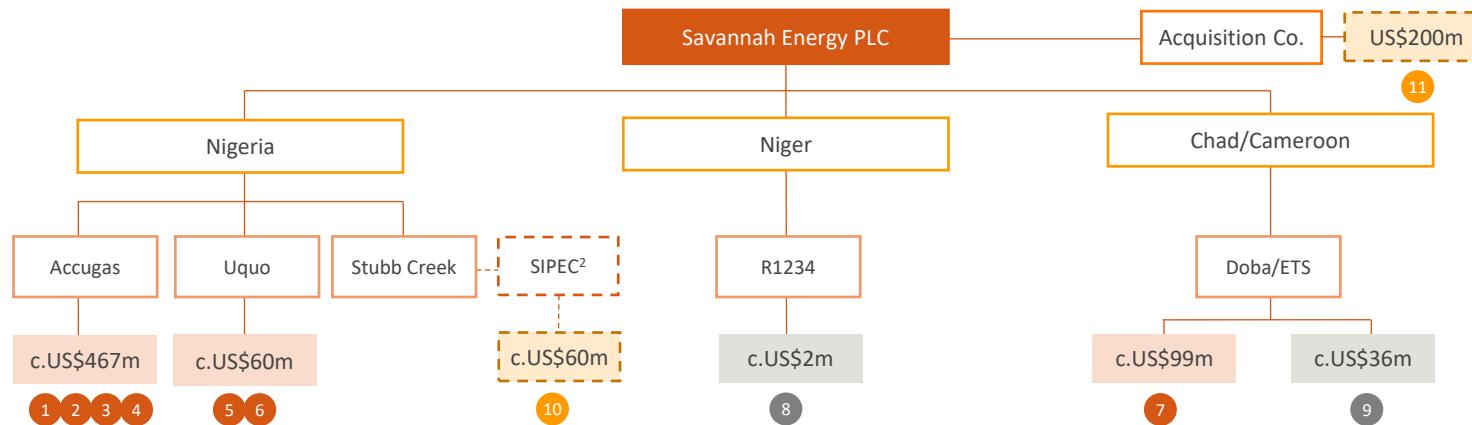 Savannah Energy PLC
Acquisition Co.
US$200m
11
Nigeria
Niger
Chad/Cameroon
Accugas
Uquo
Stubb Creek
SIPEC²
R1234
Doba/ETS
c.US$467m
c.US$60m
c.US$60m
c.US$2m
c.US$99m
c.US$36m
1 2 3 4
5 6
10
8
7
9